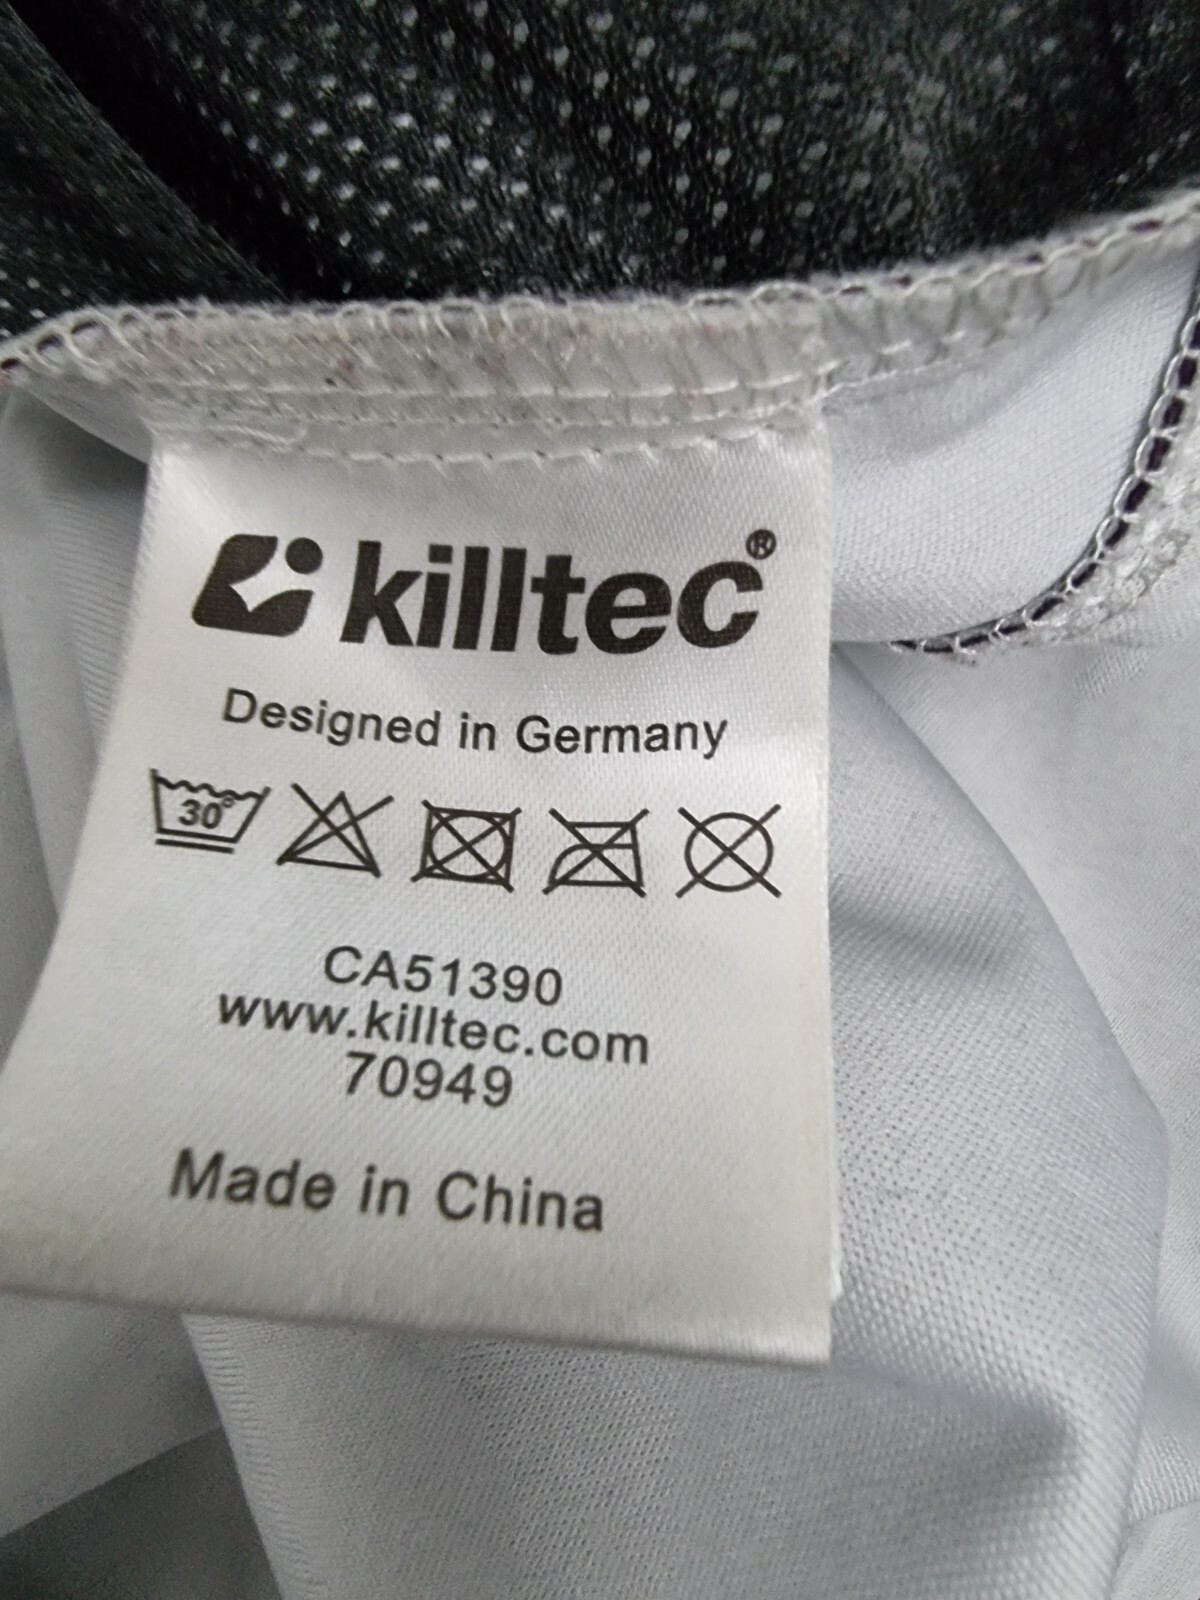 killtec®
Designed in Germany
30°
CA51390
www.killtec.com
70949
Made in China